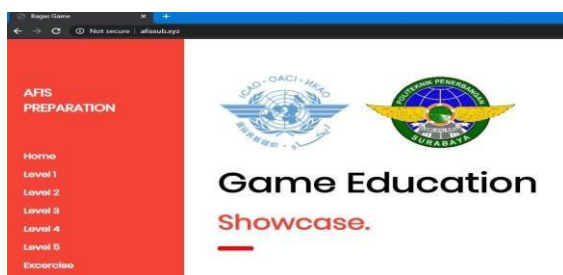 Bagas Game
Not secure | afissub.xyz
AFIS
PREPARATION
Home
Level 1
Level 2
Level 3
Level 4
Level 5
Excercise
ICAO · OACI · ИКАО
POLITEKNIK PENERBANGAN
SURABAYA
Game Education
Showcase.